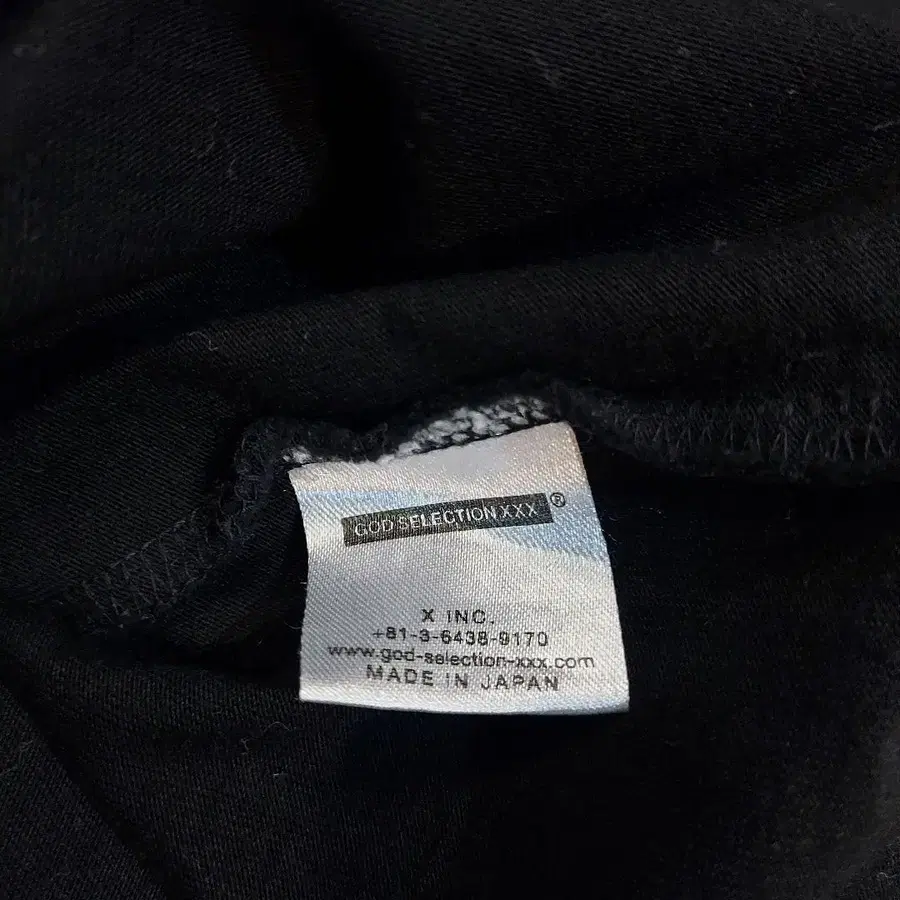 GOD SELECTION XXX ®
X INC.
+81-3-6438-9170
www.god-selection-xxx.com
MADE IN JAPAN